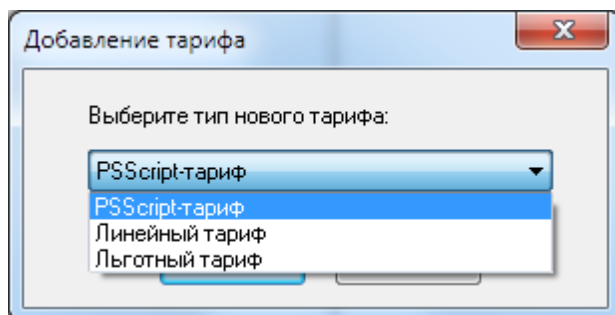 Добавление тарифа
Выберите тип нового тарифа:
PSScript-тариф
PSScript-тариф
Линейный тариф
Льготный тариф